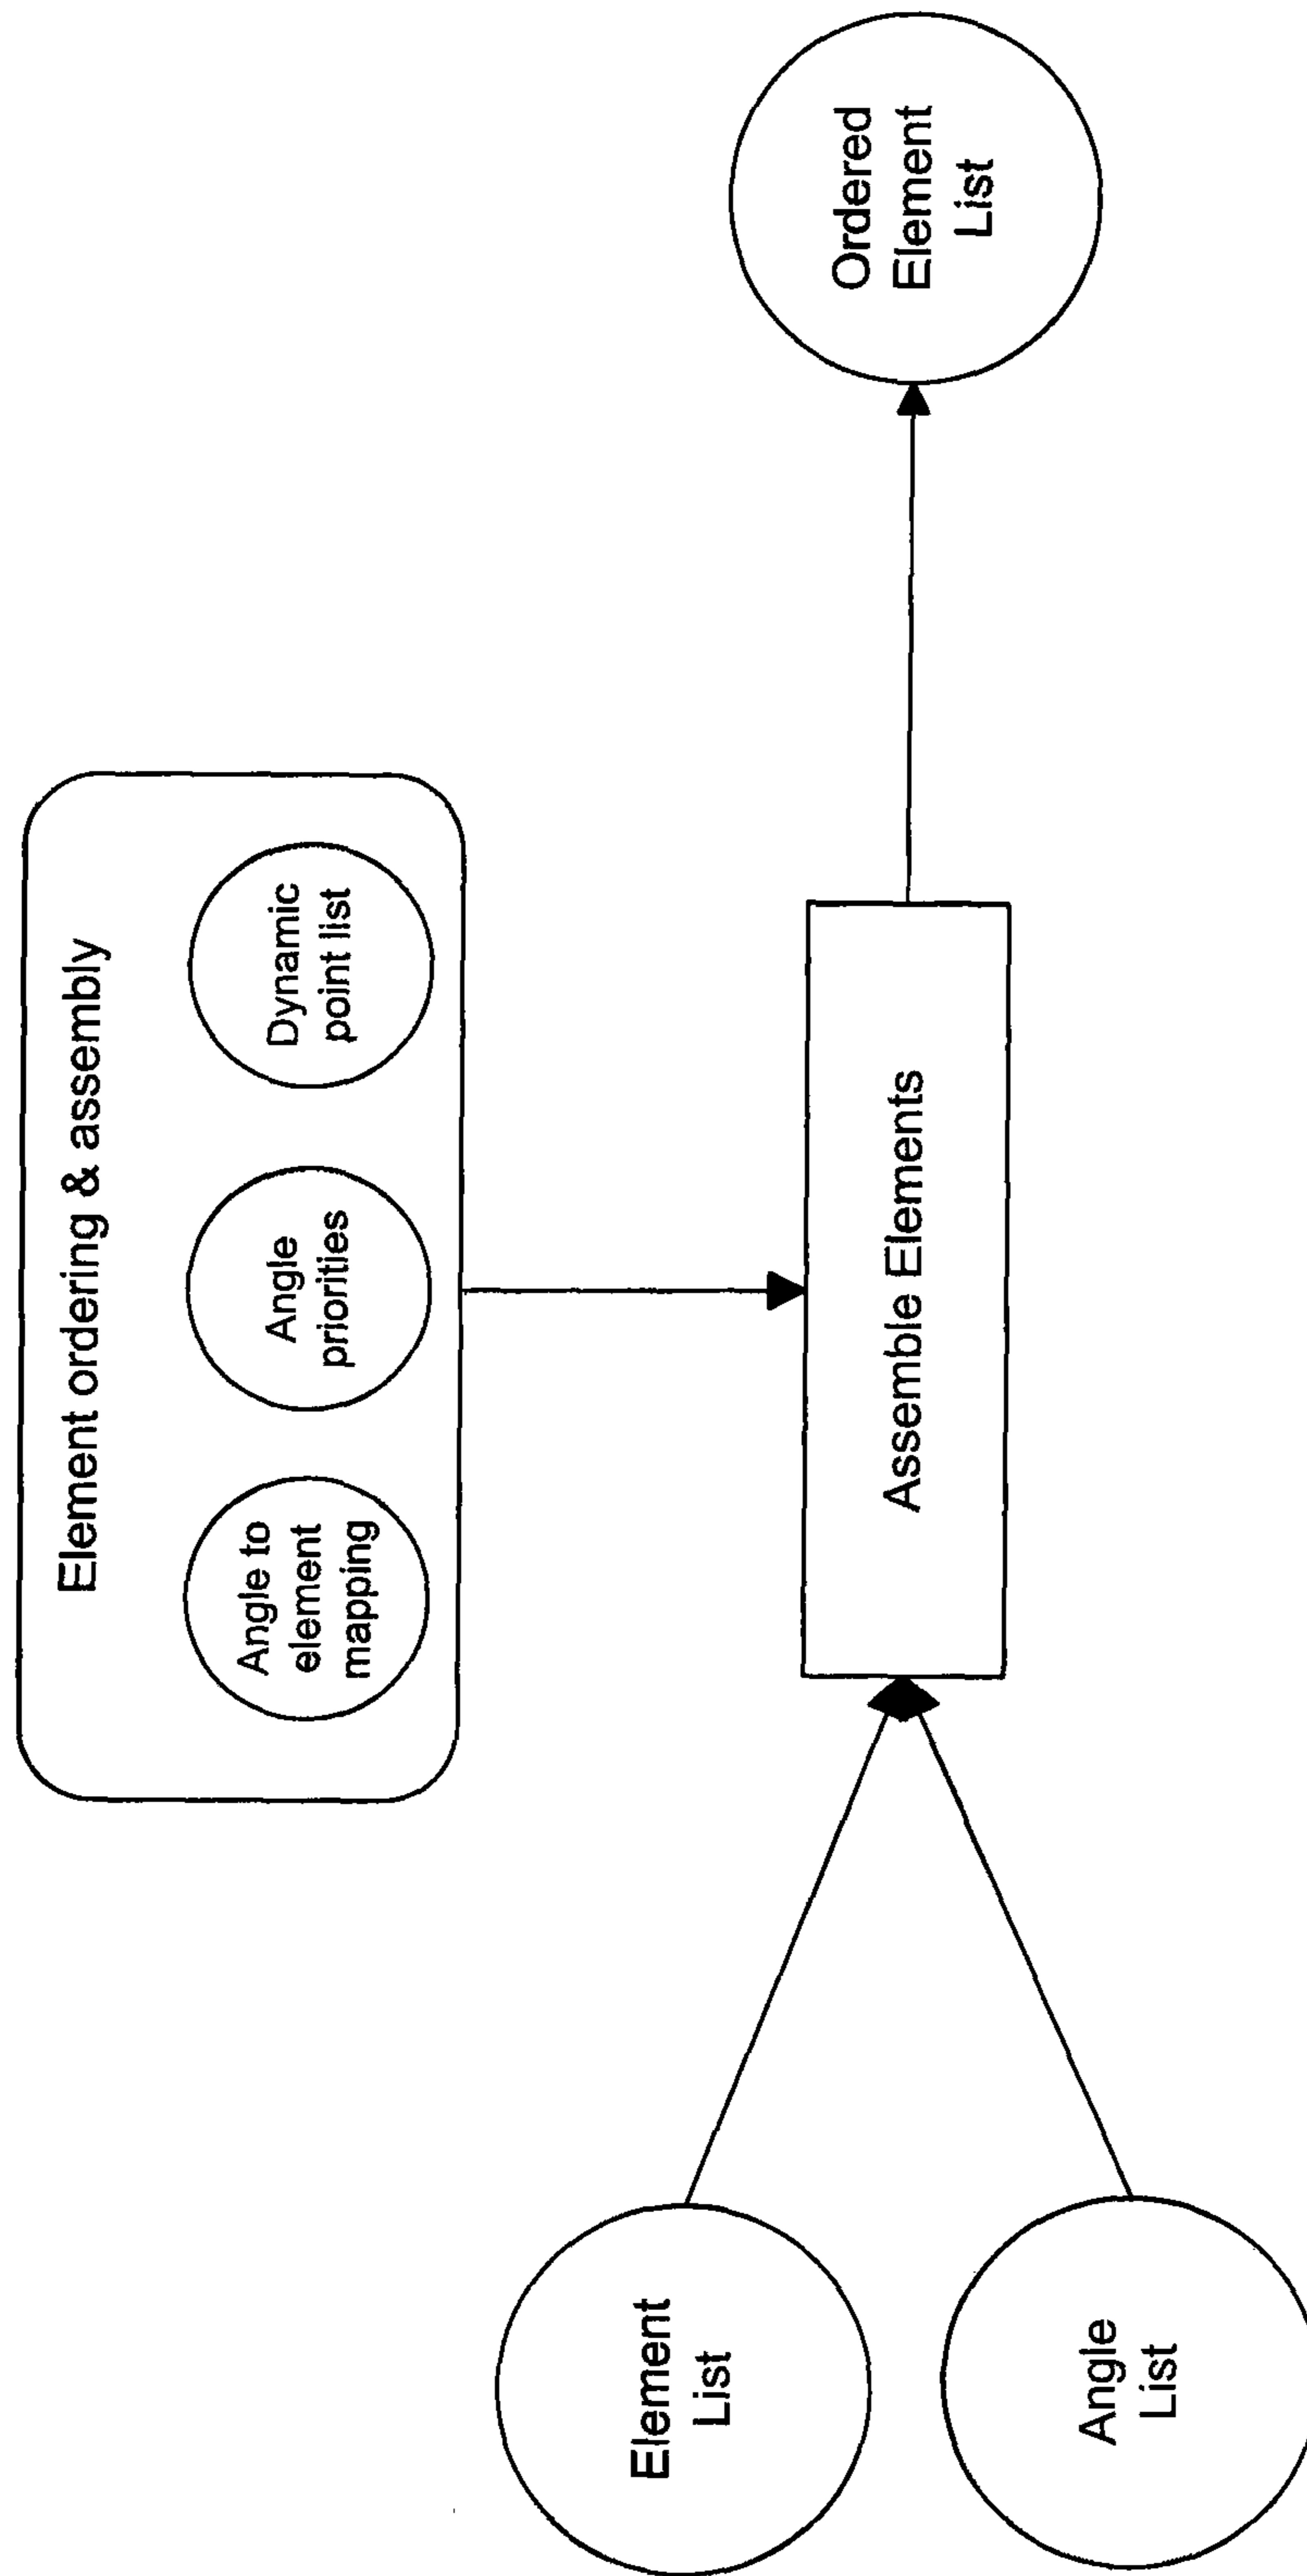 Element ordering & assembly
Angle to
element
mapping
Angle
priorities
Dynamic
point list
Element
List
Angle
List
Assemble Elements
Ordered
Element
List